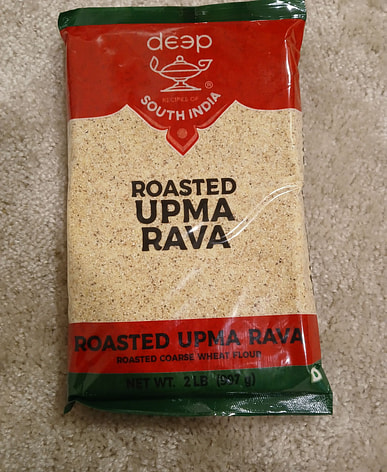 deep
®
RECIPES OF
SOUTH INDIA
ROASTED
UPMA
RAVA
ROASTED UPMA RAVA
ROASTED COARSE WHEAT FLOUR
NET WT. 2 LB (907 g)